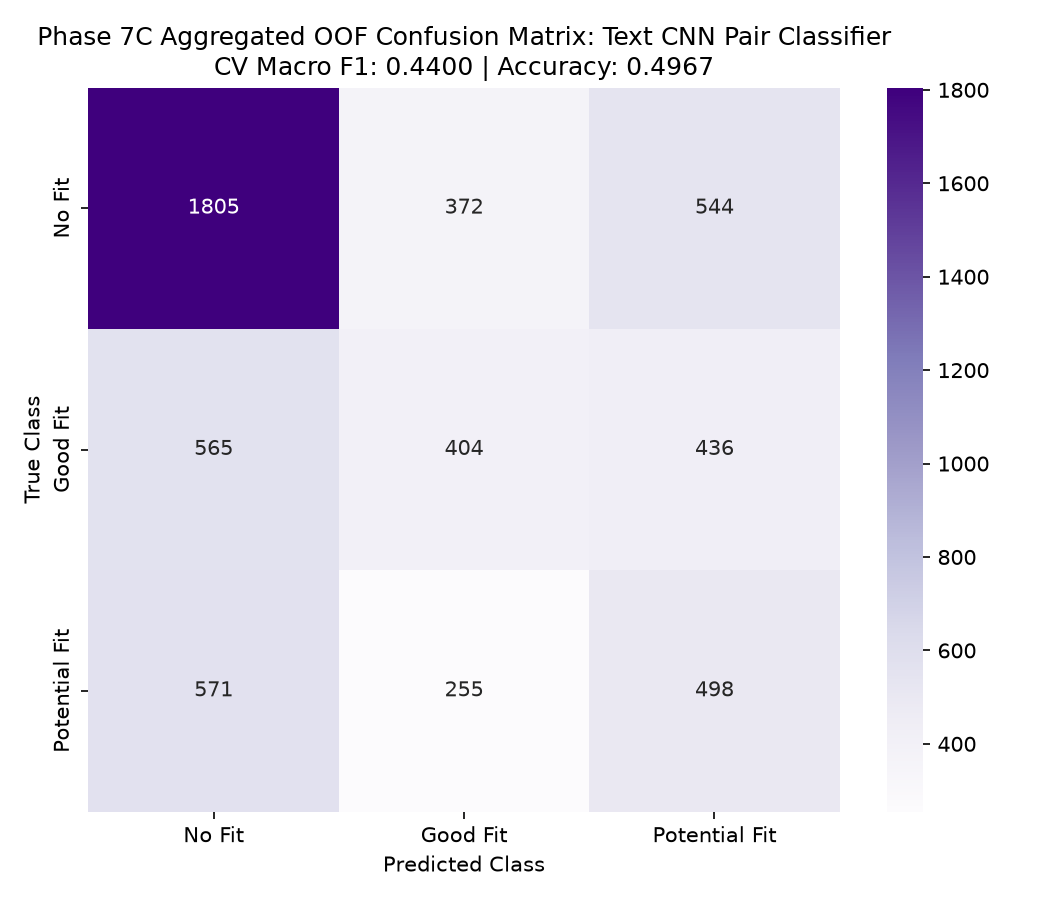 Phase 7C Aggregated OOF Confusion Matrix: Text CNN Pair Classifier
CV Macro F1: 0.4400 | Accuracy: 0.4967
True Class
No Fit
1805
372
544
Good Fit
565
404
436
Potential Fit
571
255
498
No Fit
Good Fit
Potential Fit
Predicted Class
1800
1600
1400
1200
1000
800
600
400